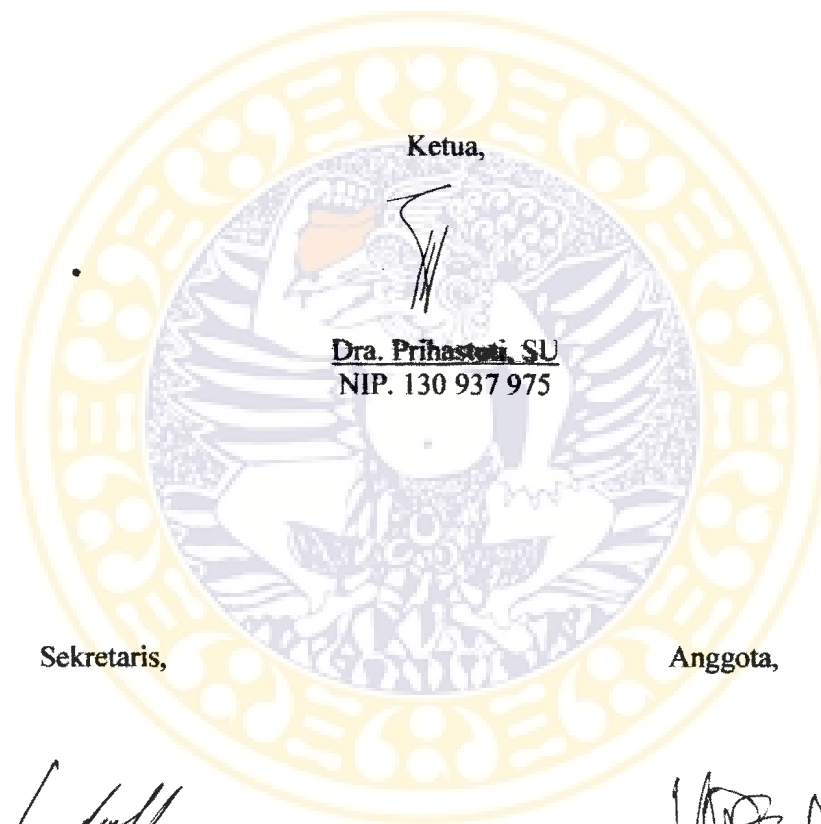 Ketua,
Dra. Prihastuti, SU
NIP. 130 937 975
Sekretaris,
Anggota,